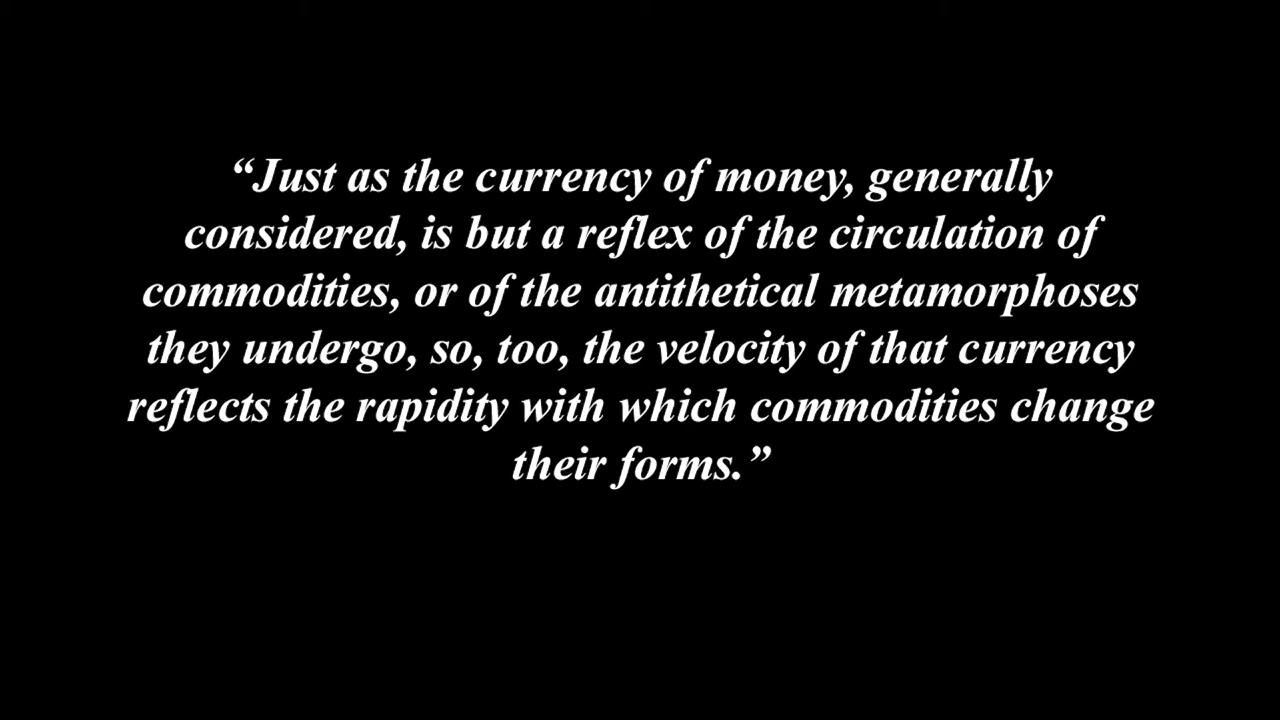 “Just as the currency of money, generally
considered, is but a reflex of the circulation of
commodities, or of the antithetical metamorphoses
they undergo, so, too, the velocity of that currency
reflects the rapidity with which commodities change
their forms.”